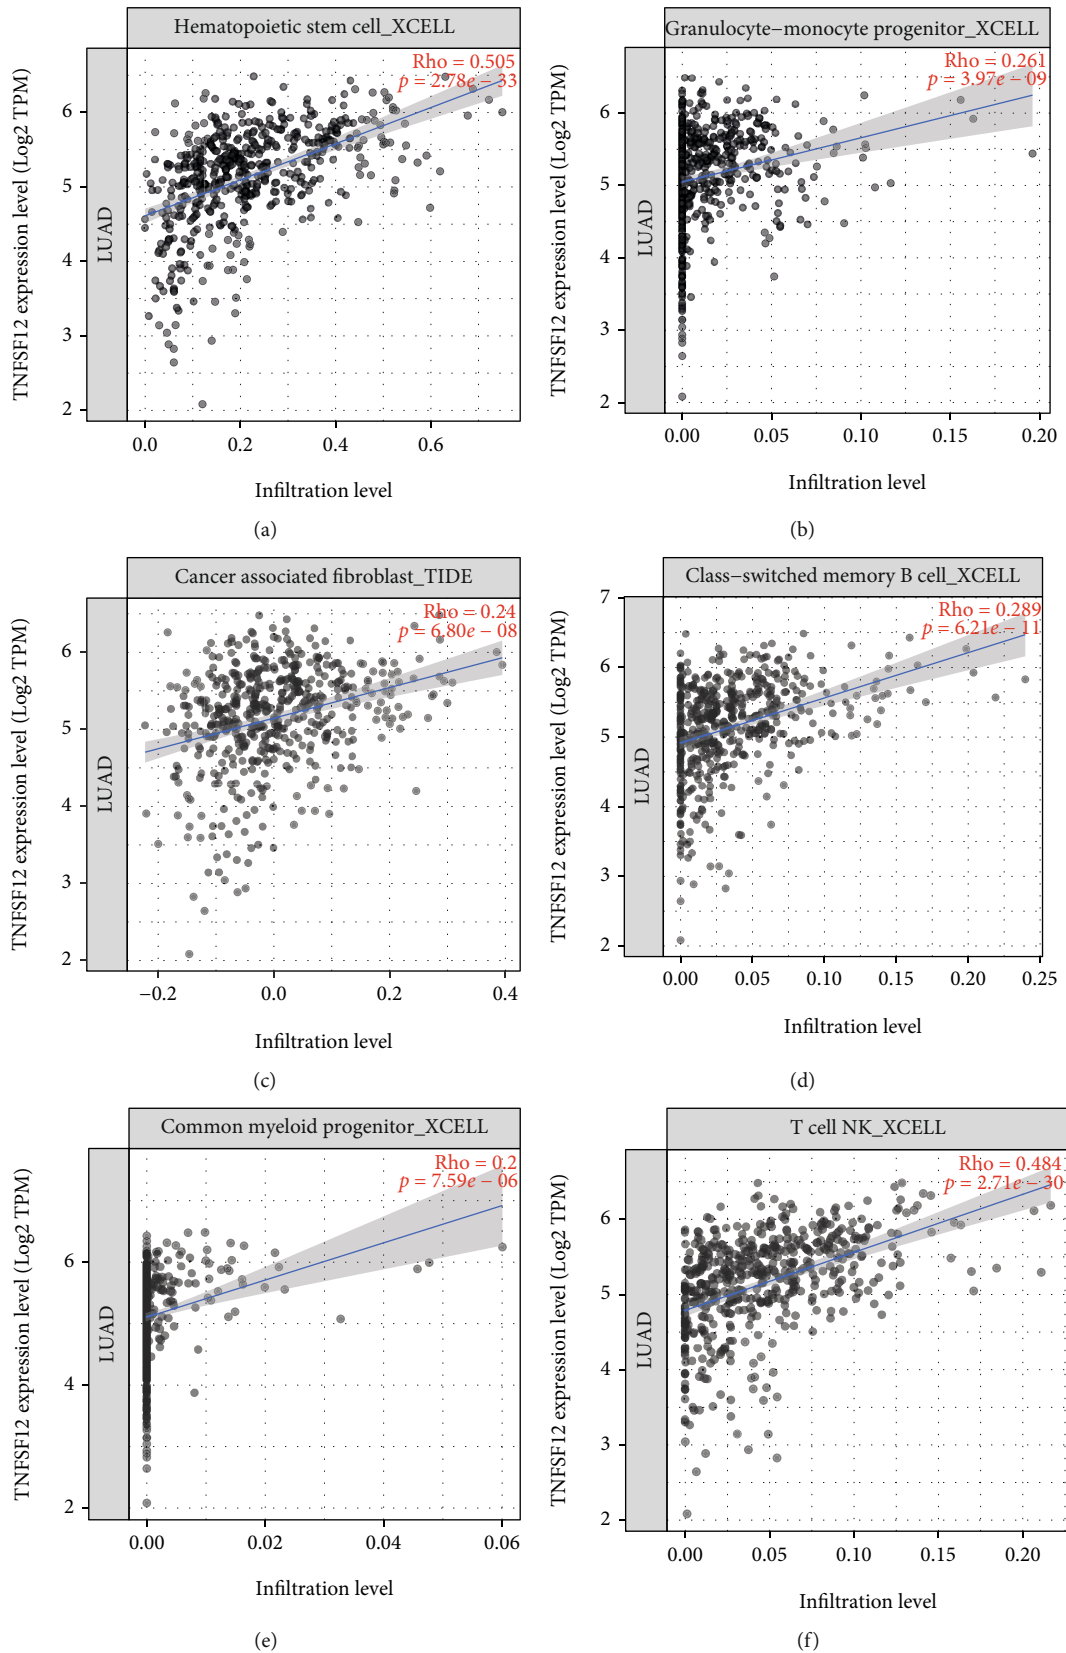 Hematopoietic stem cell_XCELL
Rho = 0.505
p = 2.78e − 33
TNFSF12 expression level (Log2 TPM)
LUAD
6
5
4
3
2
0.0 0.2 0.4 0.6
Infiltration level
(a)
Granulocyte−monocyte progenitor_XCELL
Rho = 0.261
p = 3.97e − 09
TNFSF12 expression level (Log2 TPM)
LUAD
6
5
4
3
2
0.00 0.05 0.10 0.15 0.20
Infiltration level
(b)
Cancer associated fibroblast_TIDE
Rho = 0.24
p = 6.80e − 08
TNFSF12 expression level (Log2 TPM)
LUAD
6
5
4
3
2
−0.2 0.0 0.2 0.4
Infiltration level
(c)
Class−switched memory B cell_XCELL
Rho = 0.289
p = 6.21e − 11
TNFSF12 expression level (Log2 TPM)
LUAD
7
6
5
4
3
2
0.00 0.05 0.10 0.15 0.20 0.25
Infiltration level
(d)
Common myeloid progenitor_XCELL
Rho = 0.2
p = 7.59e − 06
TNFSF12 expression level (Log2 TPM)
LUAD
6
4
2
0.00 0.02 0.04 0.06
Infiltration level
(e)
T cell NK_XCELL
Rho = 0.484
p = 2.71e − 30
TNFSF12 expression level (Log2 TPM)
LUAD
6
5
4
3
2
0.00 0.05 0.10 0.15 0.20
Infiltration level
(f)